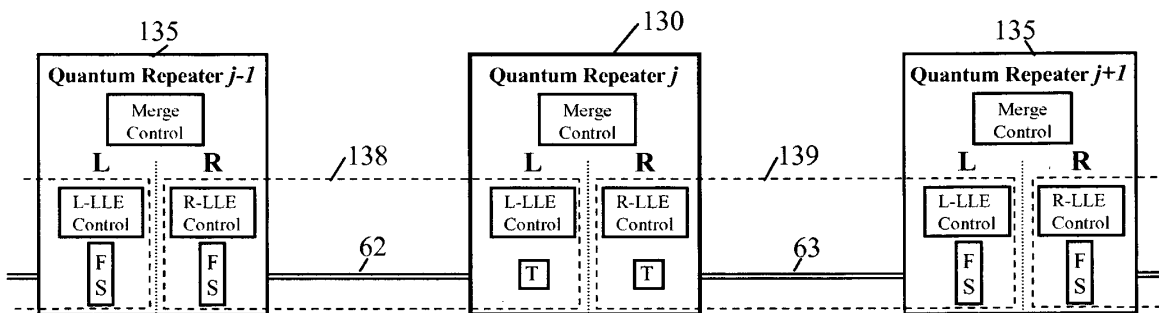 135
130
135
Quantum Repeater j-1
Quantum Repeater j
Quantum Repeater j+1
Merge
Control
Merge
Control
Merge
Control
L R
138
L R
139
L R
L-LLE
Control
R-LLE
Control
L-LLE
Control
R-LLE
Control
L-LLE
Control
R-LLE
Control
62
63
F
S
F
S
T
T
F
S
F
S